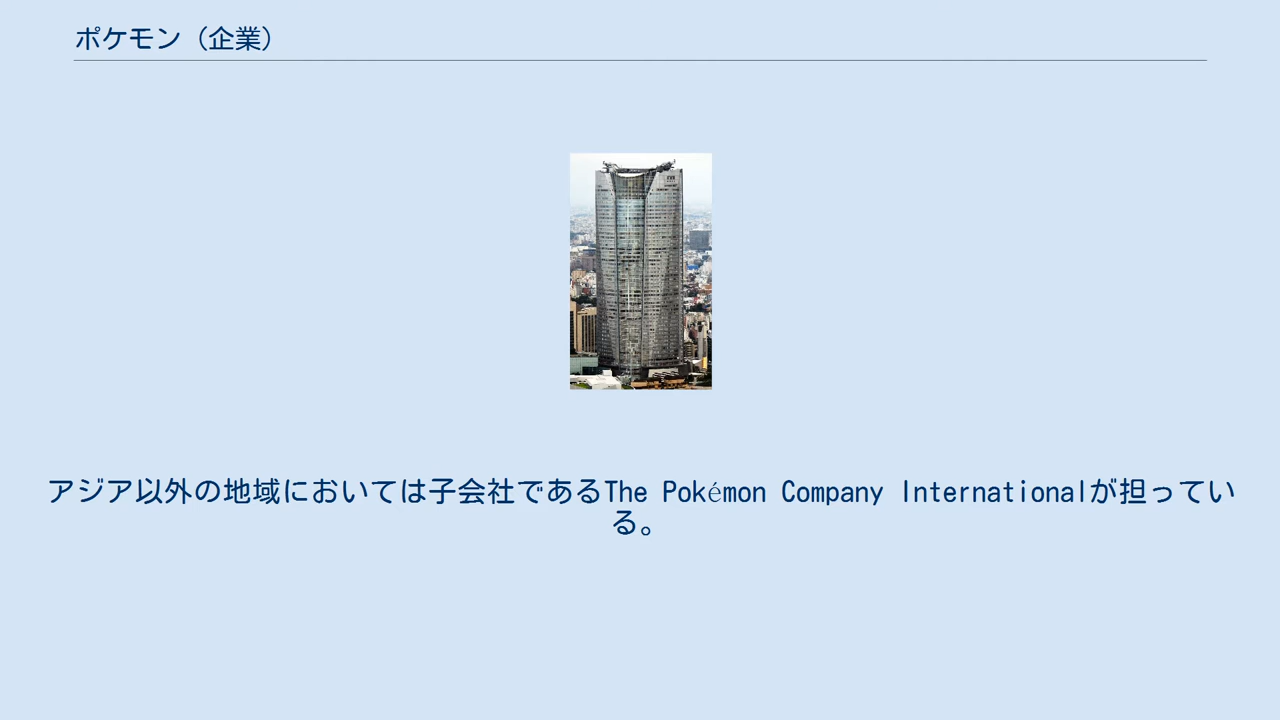 ポケモン（企業）
アジア以外の地域においては子会社であるThe Pokémon Company Internationalが担ってい
る。